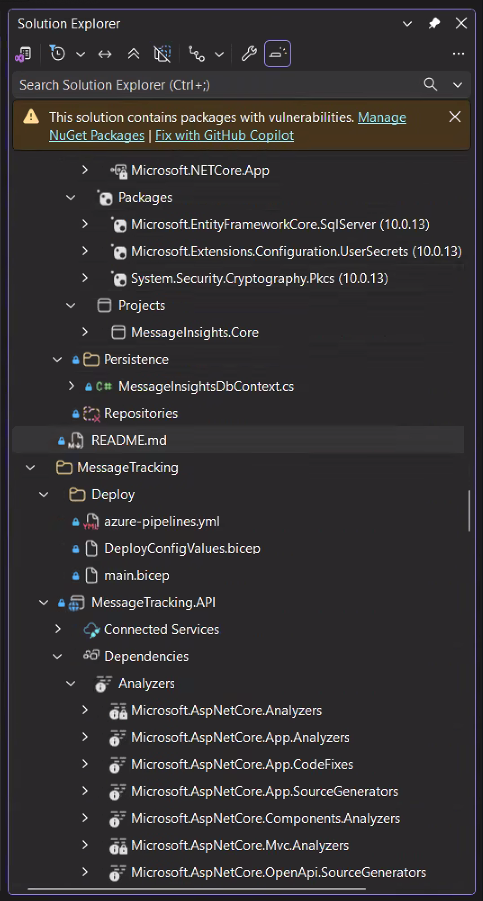 Solution Explorer
Search Solution Explorer (Ctrl+;)
This solution contains packages with vulnerabilities. Manage
NuGet Packages | Fix with GitHub Copilot
Microsoft.NETCore.App
Packages
Microsoft.EntityFrameworkCore.SqlServer (10.0.13)
Microsoft.Extensions.Configuration.UserSecrets (10.0.13)
System.Security.Cryptography.Pkcs (10.0.13)
Projects
MessageInsights.Core
Persistence
C# MessageInsightsDbContext.cs
Repositories
README.md
MessageTracking
Deploy
YML azure-pipelines.yml
DeployConfigValues.bicep
main.bicep
MessageTracking.API
Connected Services
Dependencies
Analyzers
Microsoft.AspNetCore.Analyzers
Microsoft.AspNetCore.App.Analyzers
Microsoft.AspNetCore.App.CodeFixes
Microsoft.AspNetCore.App.SourceGenerators
Microsoft.AspNetCore.Components.Analyzers
Microsoft.AspNetCore.Mvc.Analyzers
Microsoft.AspNetCore.OpenApi.SourceGenerators